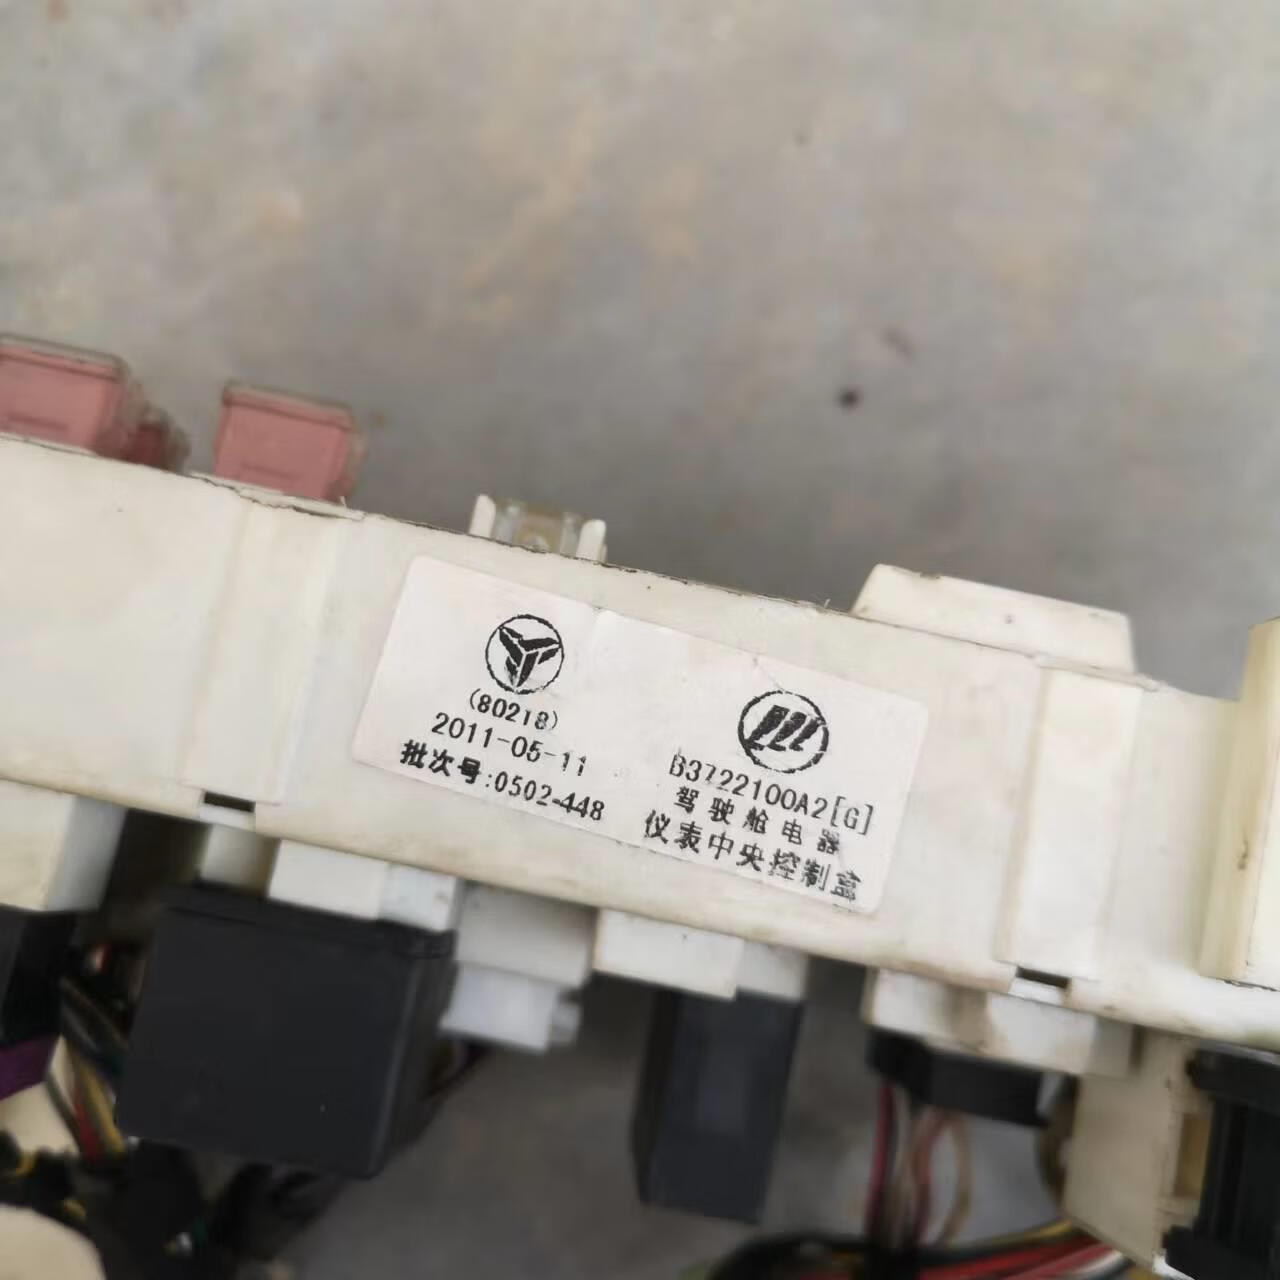 (80218)
2011-05-11
批次号:0502-448
B3722100A2[G]
驾驶舱电器
仪表中央控制盒